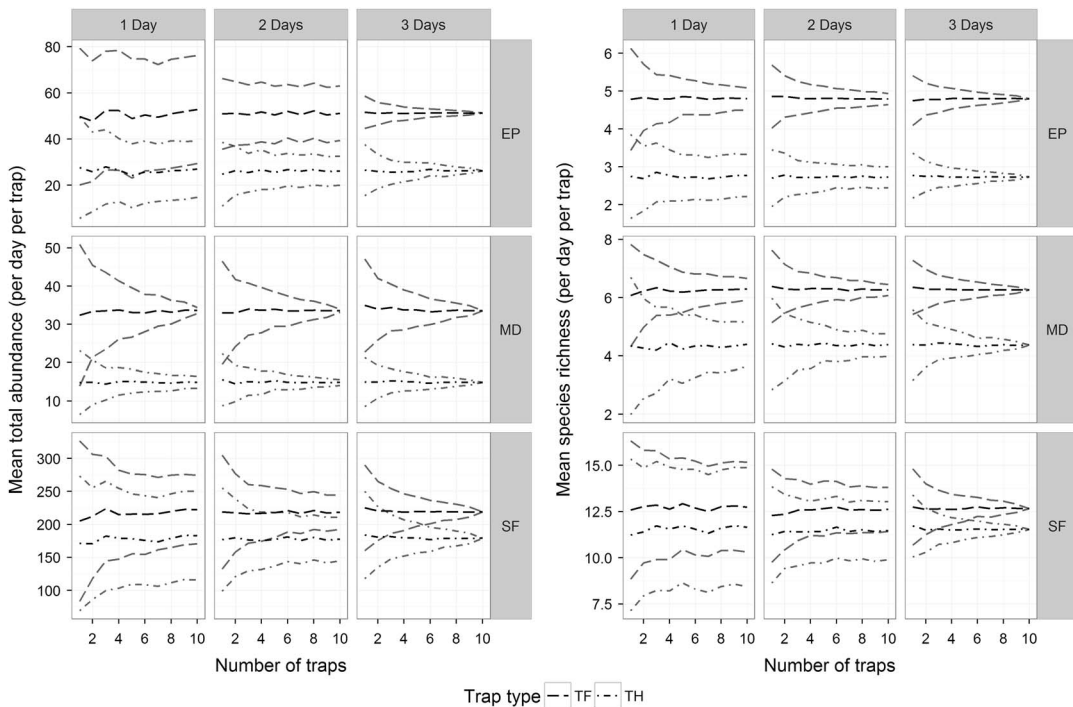 1 Day 2 Days 3 Days
80
60
40
20
EP
50
40
30
20
10
MD
300
250
200
150
100
SF
2 4 6 8 10 2 4 6 8 10 2 4 6 8 10
Number of traps
Mean total abundance (per day per trap)
1 Day 2 Days 3 Days
6
5
4
3
2
EP
8
6
4
2
MD
15.0
12.5
10.0
7.5
SF
2 4 6 8 10 2 4 6 8 10 2 4 6 8 10
Number of traps
Mean species richness (per day per trap)
Trap type TF TH